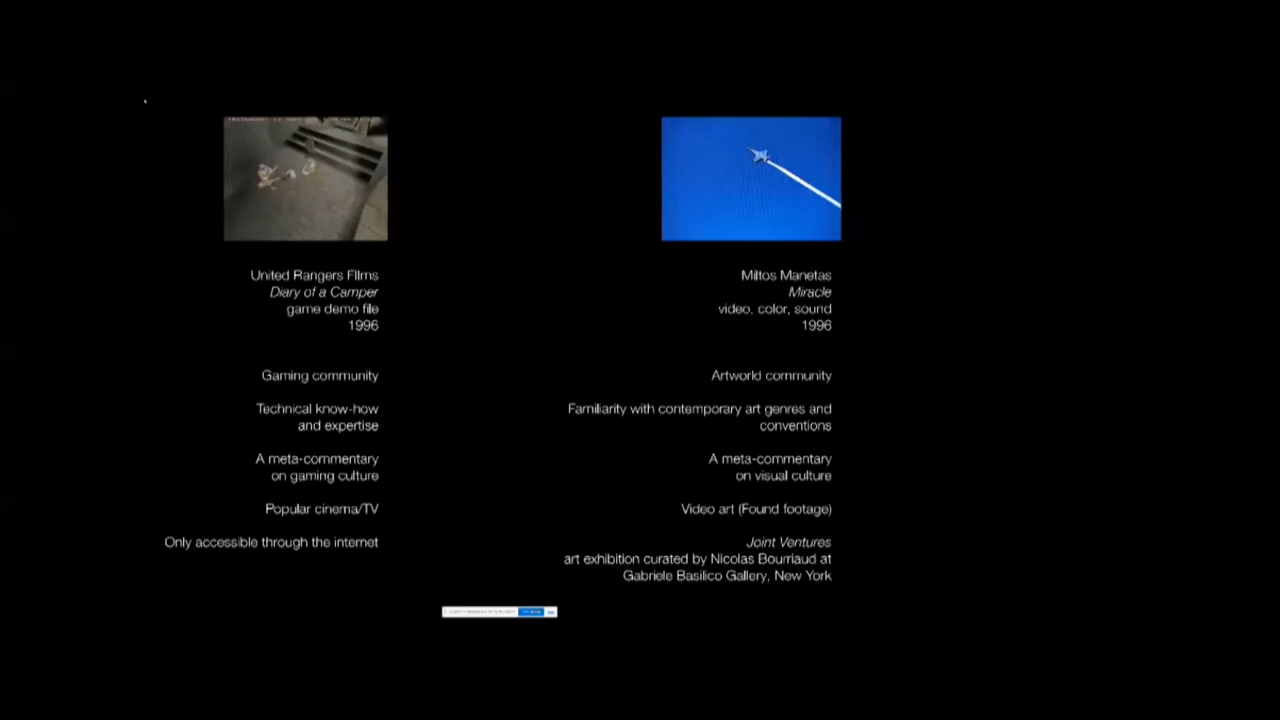 United Rangers FIlms
Diary of a Camper
game demo file
1996
Gaming community
Technical know-how
and expertise
A meta-commentary
on gaming culture
Popular cinema/TV
Only accessible through the internet
Miltos Manetas
Miracle
video, color, sound
1996
Artworld community
Familiarity with contemporary art genres and
conventions
A meta-commentary
on visual culture
Video art (Found footage)
Joint Ventures
art exhibition curated by Nicolas Bourriaud at
Gabriele Basilico Gallery, New York